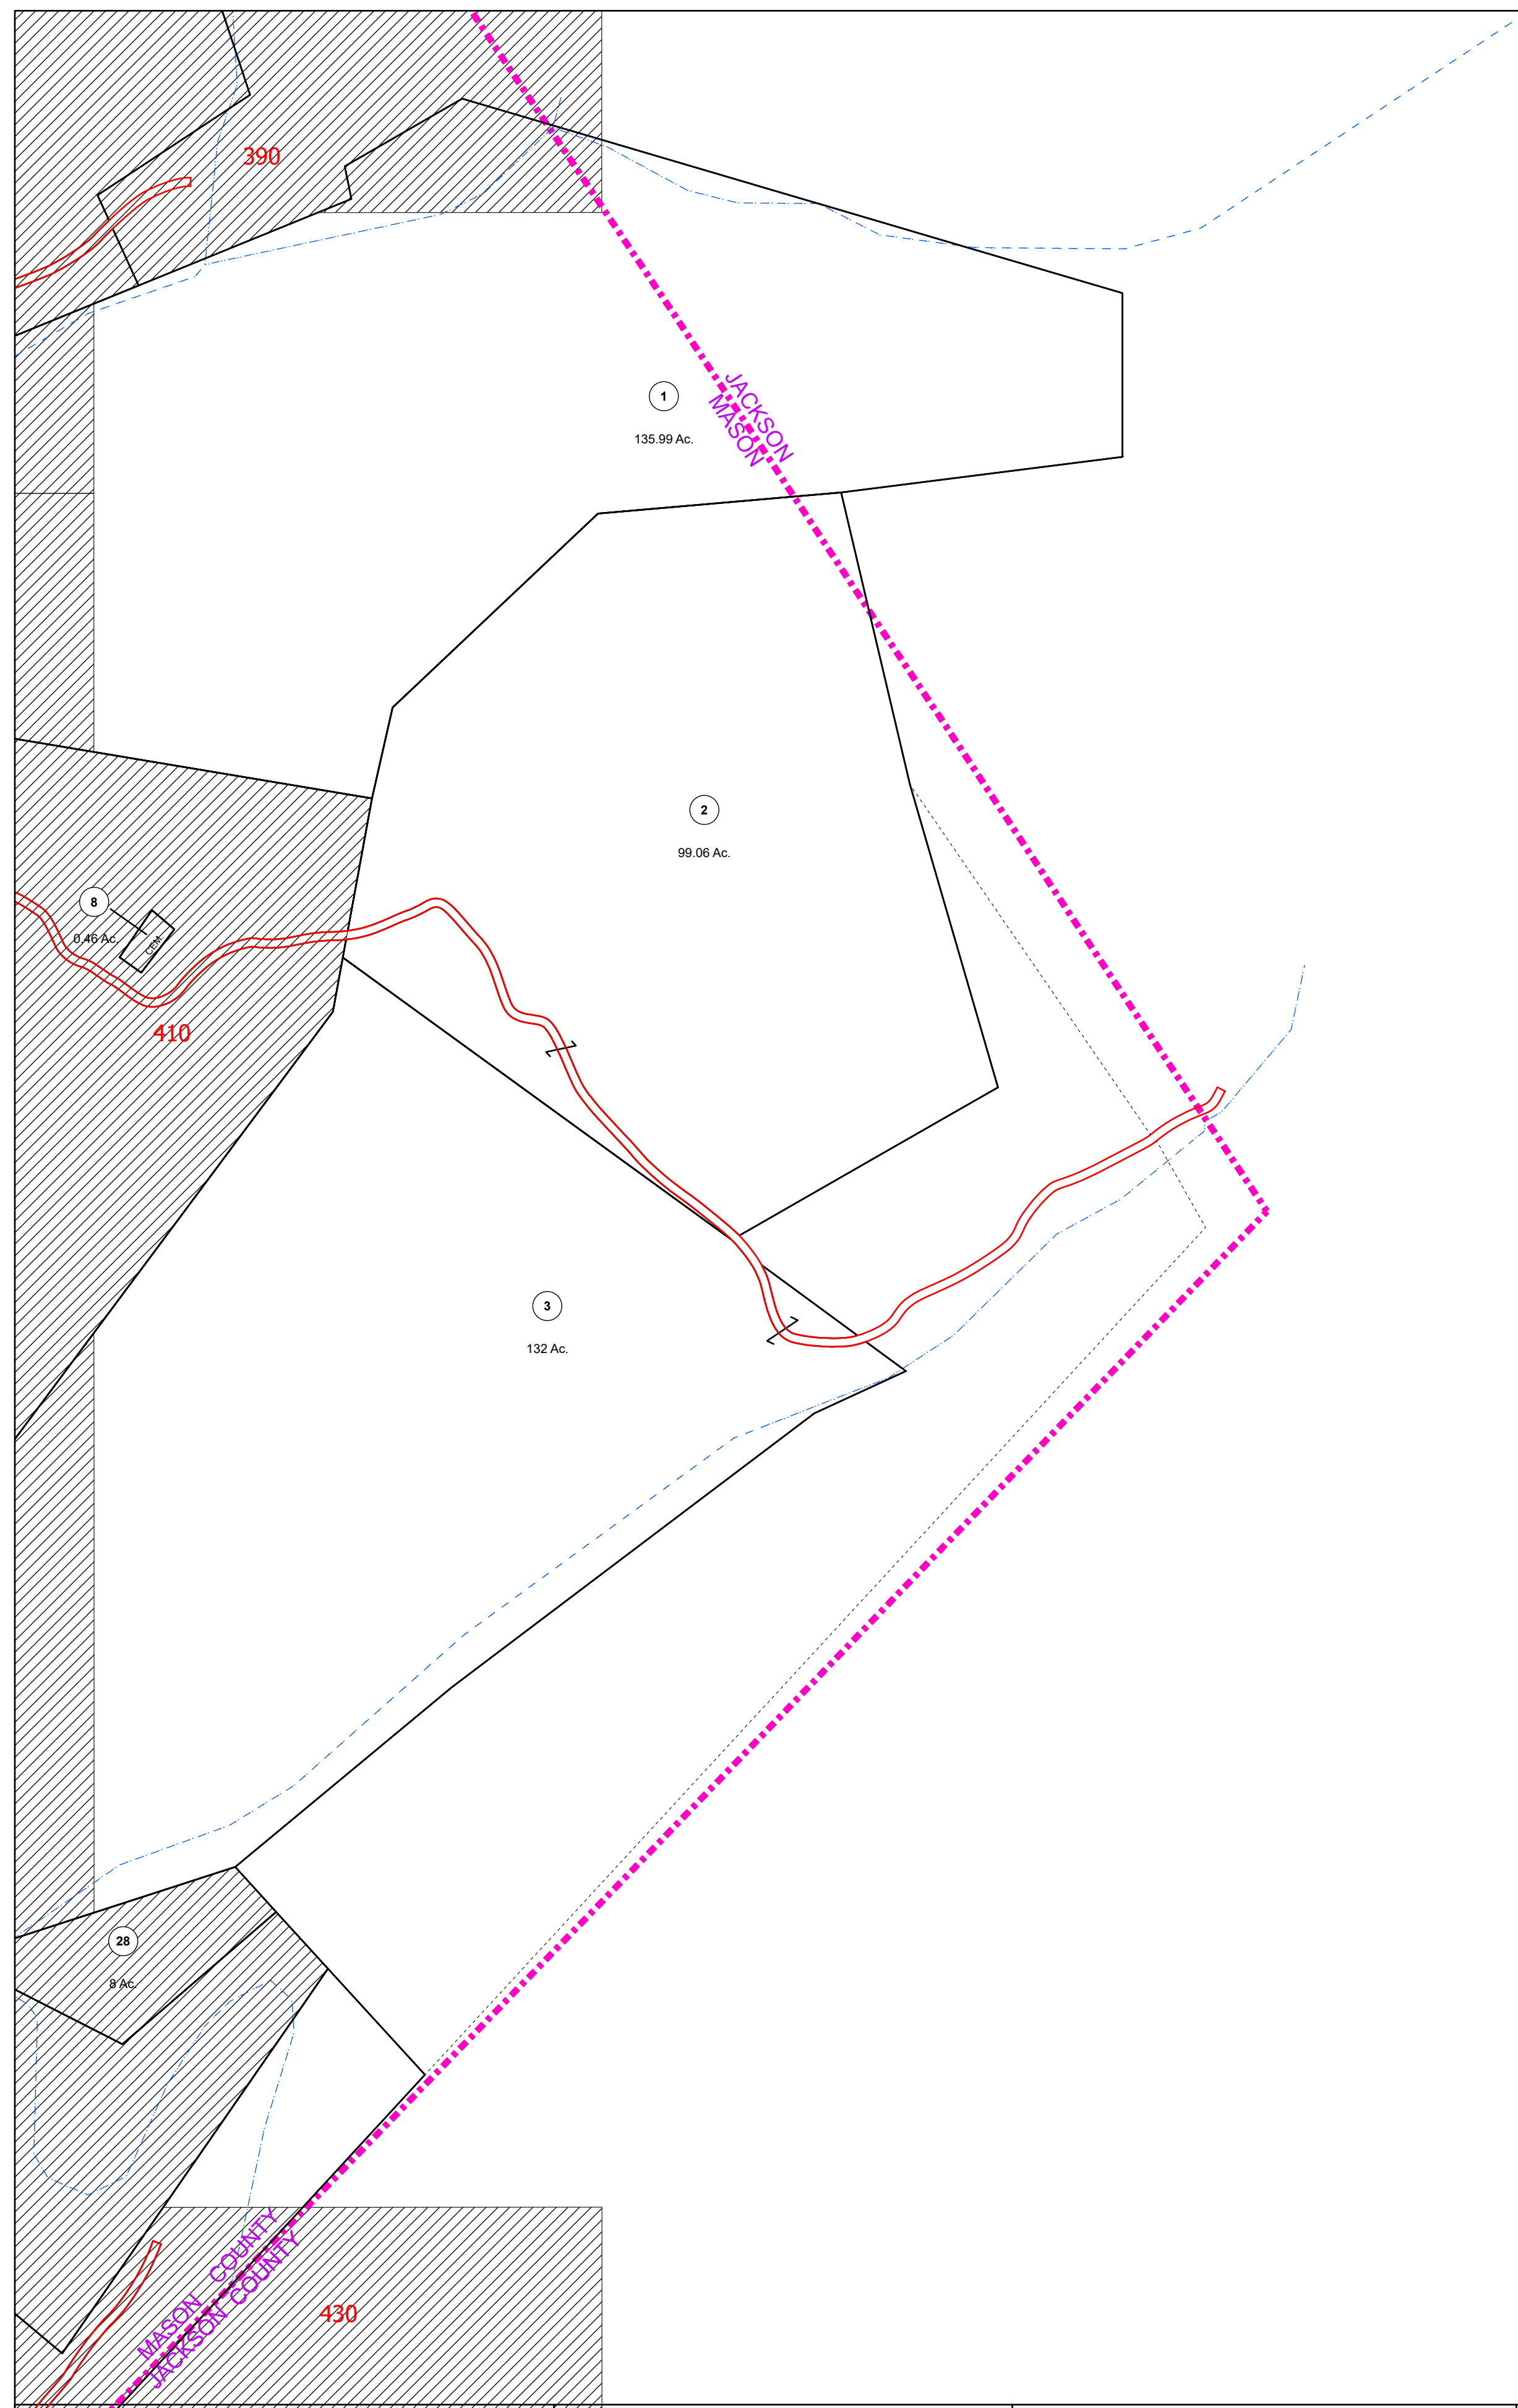 390
JACKSON
MASON
1
135.99 Ac.
2
99.06 Ac.
8
0.46 Ac.
CEM
410
3
132 Ac.
28
8 Ac.
MASON COUNTY
JACKSON COUNTY
430